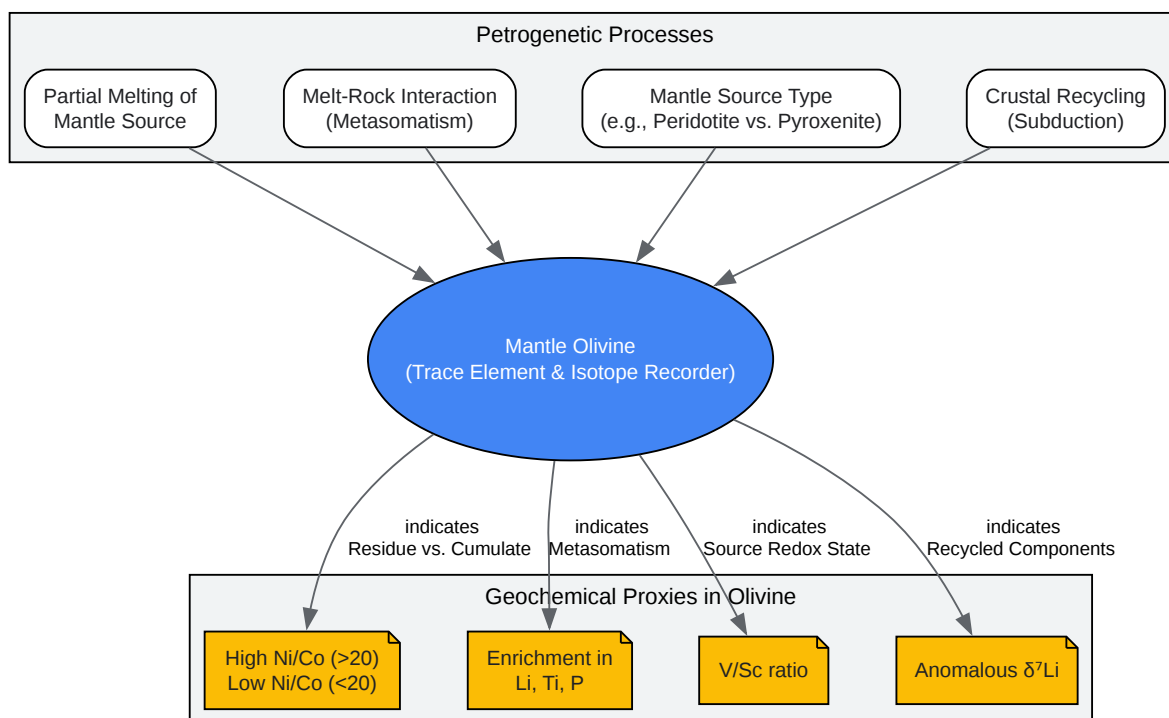 Petrogenetic Processes
Partial Melting of
Mantle Source
Melt-Rock Interaction
(Metasomatism)
Mantle Source Type
(e.g., Peridotite vs. Pyroxenite)
Crustal Recycling
(Subduction)
Mantle Olivine
(Trace Element & Isotope Recorder)
indicates
Residue vs. Cumulate
indicates
Metasomatism
indicates
Source Redox State
indicates
Recycled Components
Geochemical Proxies in Olivine
High Ni/Co (>20)
Low Ni/Co (<20)
Enrichment in
Li, Ti, P
V/Sc ratio
Anomalous δ⁷Li